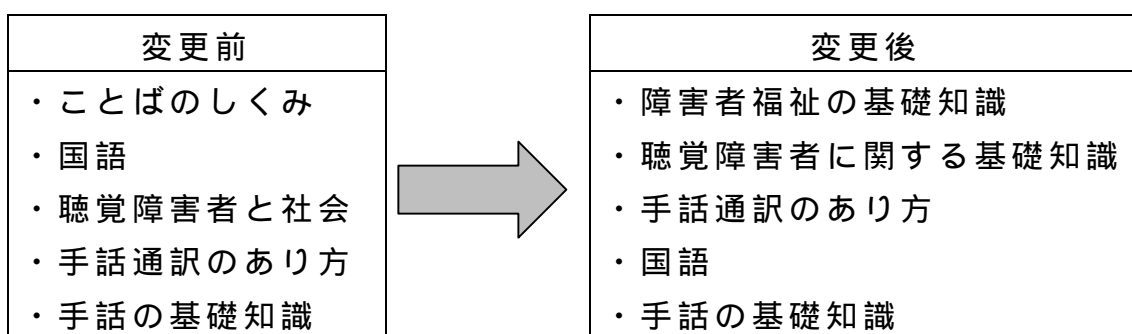 変更前
・ことばのしくみ
・国語
・聴覚障害者と社会
・手話通訳のあり方
・手話の基礎知識
変更後
・障害者福祉の基礎知識
・聴覚障害者に関する基礎知識
・手話通訳のあり方
・国語
・手話の基礎知識